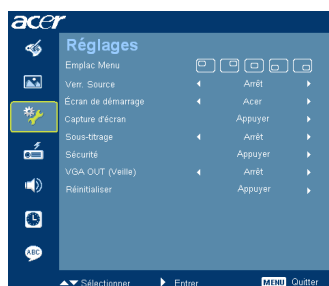 acer
Réglages
Emplac Menu
Verr. Source Arrêt
Écran de démarrage Acer
Capture d'écran Appuyer
Sous-titrage Arrêt
Sécurité Appuyer
VGA OUT (Veille) Arrêt
Réinitialiser Appuyer
ABC
Sélectionner Entrer MENU Quitter